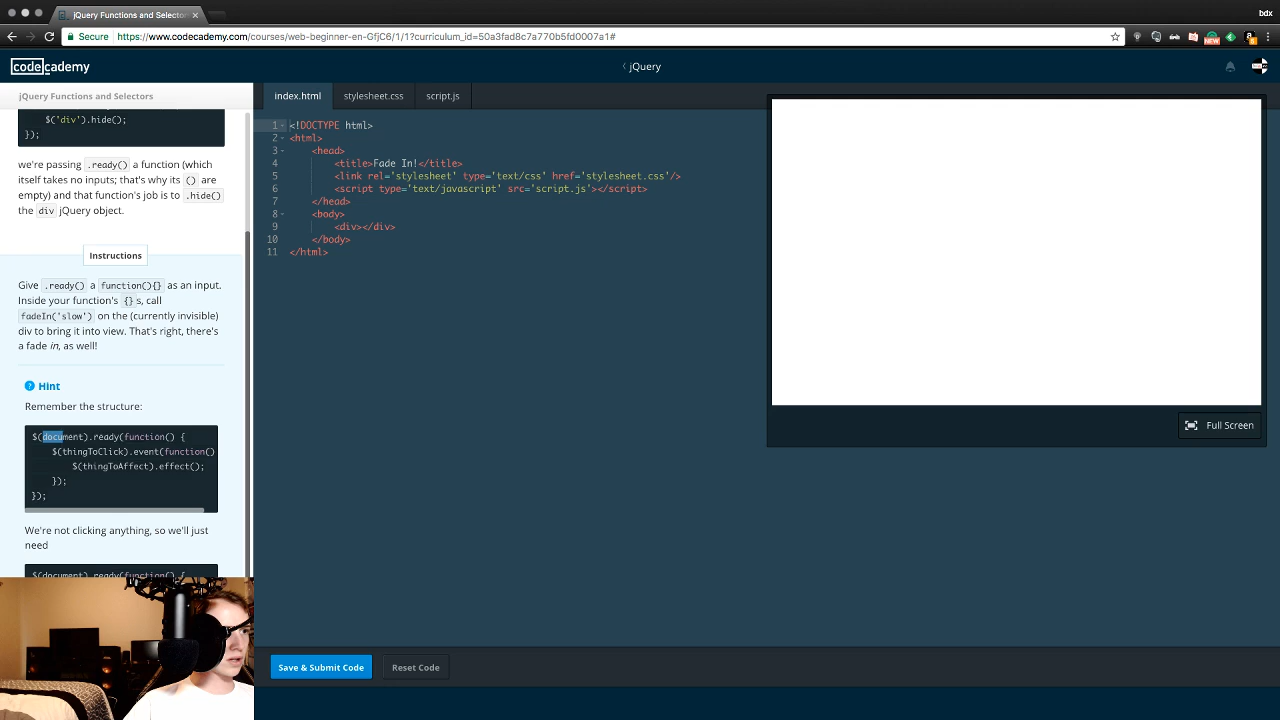 jQuery Functions and Selector
bdx
Secure https://www.codecademy.com/courses/web-beginner-en-GfjC6/1/1?curriculum_id=50a3fad8c7a770b5fd0007a1#
codecademy
jQuery
jQuery Functions and Selectors
index.html
stylesheet.css
script.js
$('div').hide();
});
we're passing .ready() a function (which
itself takes no inputs; that's why its () are
empty) and that function's job is to .hide()
the div jQuery object.
Instructions
Give .ready() a function(){} as an input.
Inside your function's {} s, call
fadeIn('slow') on the (currently invisible)
div to bring it into view. That's right, there's
a fade in, as well!
Hint
Remember the structure:
$(document).ready(function() {
$(thingToClick).event(function()
$(thingToAffect).effect();
});
});
We're not clicking anything, so we'll just
need
$(document).ready(function() {
1 <!DOCTYPE html>
2 <html>
3 <head>
4 <title>Fade In!</title>
5 <link rel='stylesheet' type='text/css' href='stylesheet.css'/>
6 <script type='text/javascript' src='script.js'></script>
7 </head>
8 <body>
9 <div></div>
10 </body>
11 </html>
Full Screen
Save & Submit Code
Reset Code